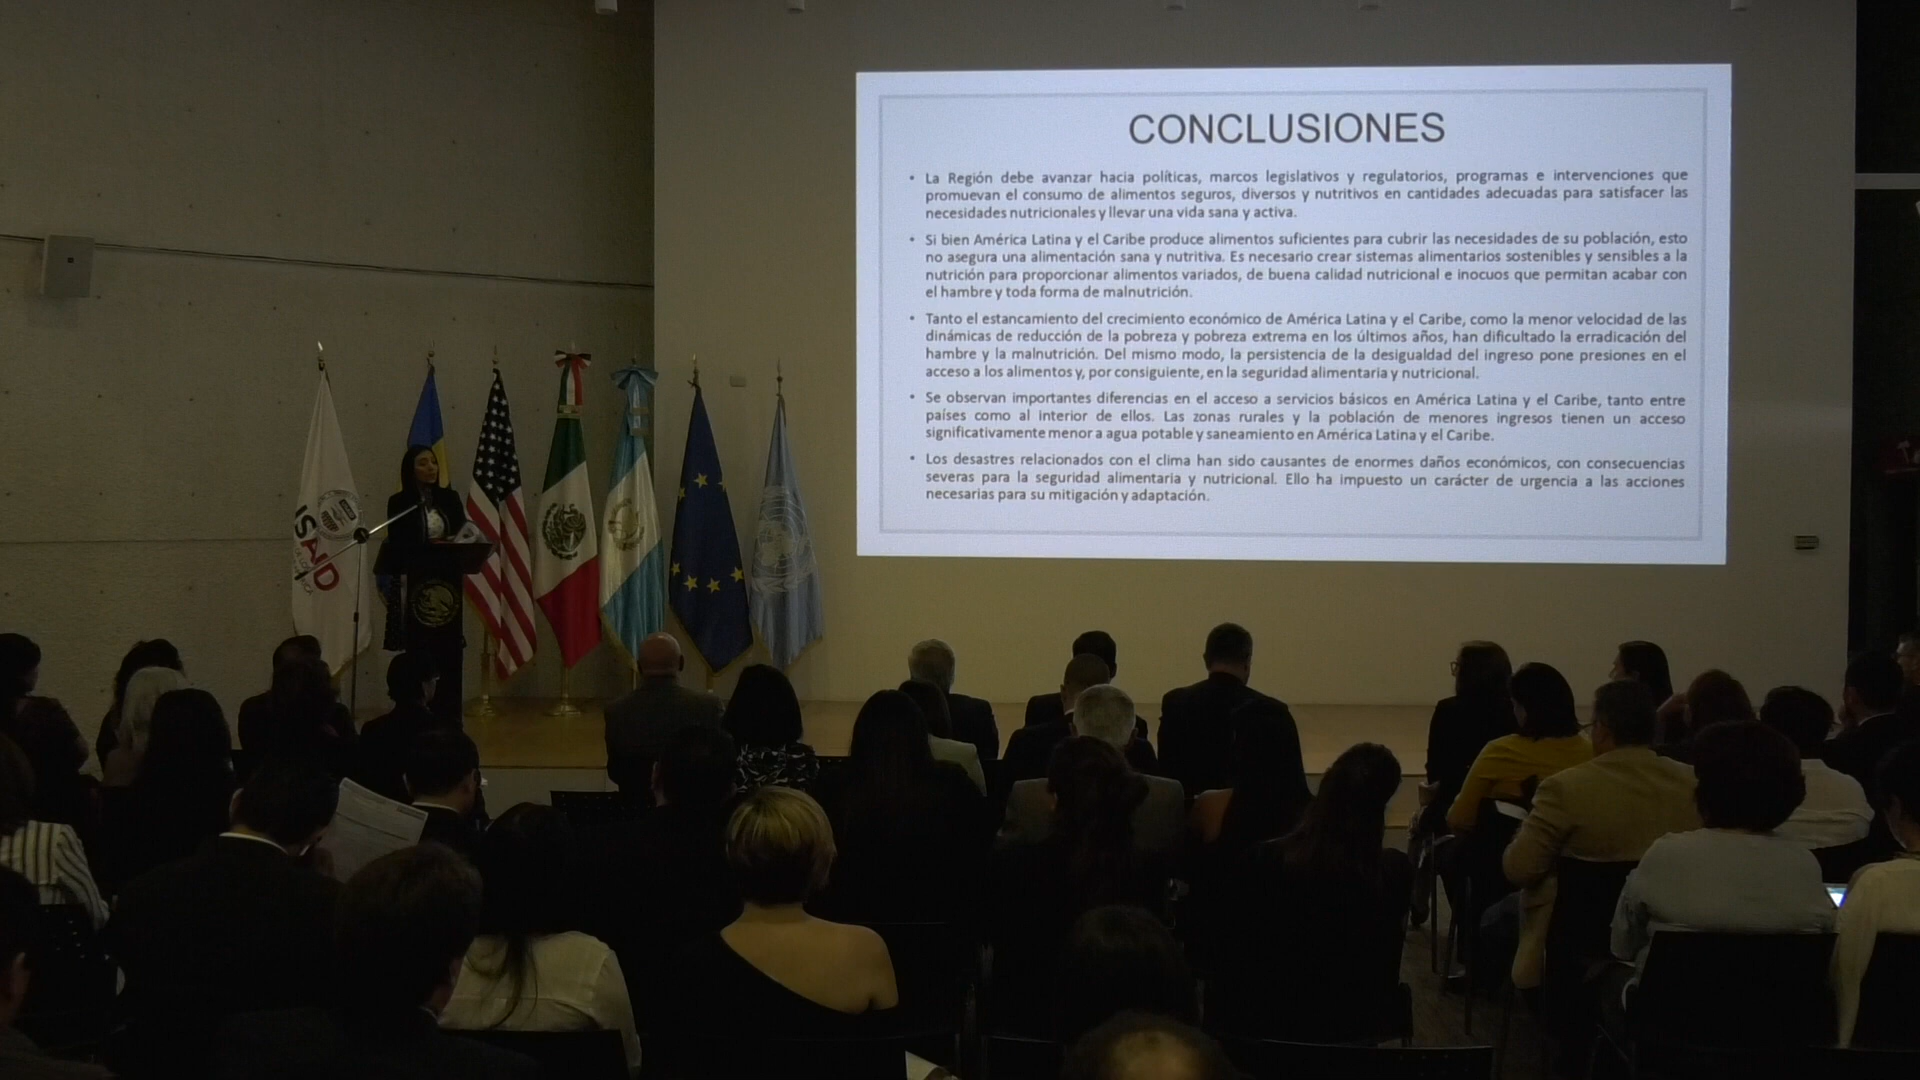 CONCLUSIONES
• La Región debe avanzar hacia políticas, marcos legislativos y regulatorios, programas e intervenciones que
promuevan el consumo de alimentos seguros, diversos y nutritivos en cantidades adecuadas para satisfacer las
necesidades nutricionales y llevar una vida sana y activa.
• Si bien América Latina y el Caribe produce alimentos suficientes para cubrir las necesidades de su población, esto
no asegura una alimentación sana y nutritiva. Es necesario crear sistemas alimentarios sostenibles y sensibles a la
nutrición para proporcionar alimentos variados, de buena calidad nutricional e inocuos que permitan acabar con
el hambre y toda forma de malnutrición.
• Tanto el estancamiento del crecimiento económico de América Latina y el Caribe, como la menor velocidad de las
dinámicas de reducción de la pobreza y pobreza extrema en los últimos años, han dificultado la erradicación del
hambre y la malnutrición. Del mismo modo, la persistencia de la desigualdad del ingreso pone presiones en el
acceso a los alimentos y, por consiguiente, en la seguridad alimentaria y nutricional.
• Se observan importantes diferencias en el acceso a servicios básicos en América Latina y el Caribe, tanto entre
países como al interior de ellos. Las zonas rurales y la población de menores ingresos tienen un acceso
significativamente menor a agua potable y saneamiento en América Latina y el Caribe.
• Los desastres relacionados con el clima han sido causantes de enormes daños económicos, con consecuencias
severas para la seguridad alimentaria y nutricional. Ello ha impuesto un carácter de urgencia a las acciones
necesarias para su mitigación y adaptación.